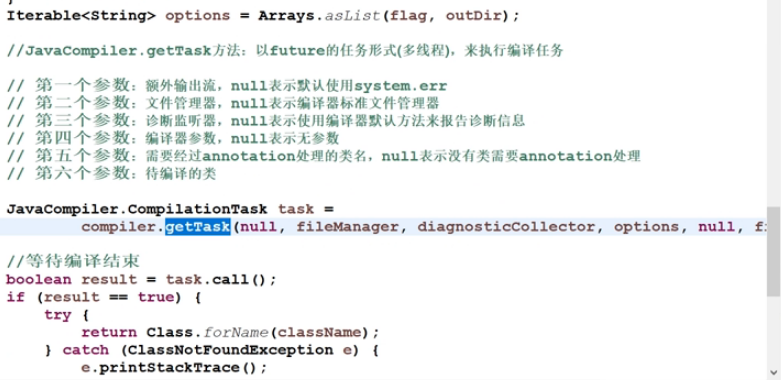 Iterable<String> options = Arrays.asList(flag, outDir);
//JavaCompiler.getTask方法：以future的任务形式(多线程)，来执行编译任务
// 第一个参数：额外输出流，null表示默认使用system.err
// 第二个参数：文件管理器，null表示编译器标准文件管理器
// 第三个参数：诊断监听器，null表示使用编译器默认方法来报告诊断信息
// 第四个参数：编译器参数，null表示无参数
// 第五个参数：需要经过annotation处理的类名，null表示没有类需要annotation处理
// 第六个参数：待编译的类
JavaCompiler.CompilationTask task =
compiler.getTask(null, fileManager, diagnosticCollector, options, null, f
//等待编译结束
boolean result = task.call();
if (result == true) {
try {
return Class.forName(className);
} catch (ClassNotFoundException e) {
e.printStackTrace();